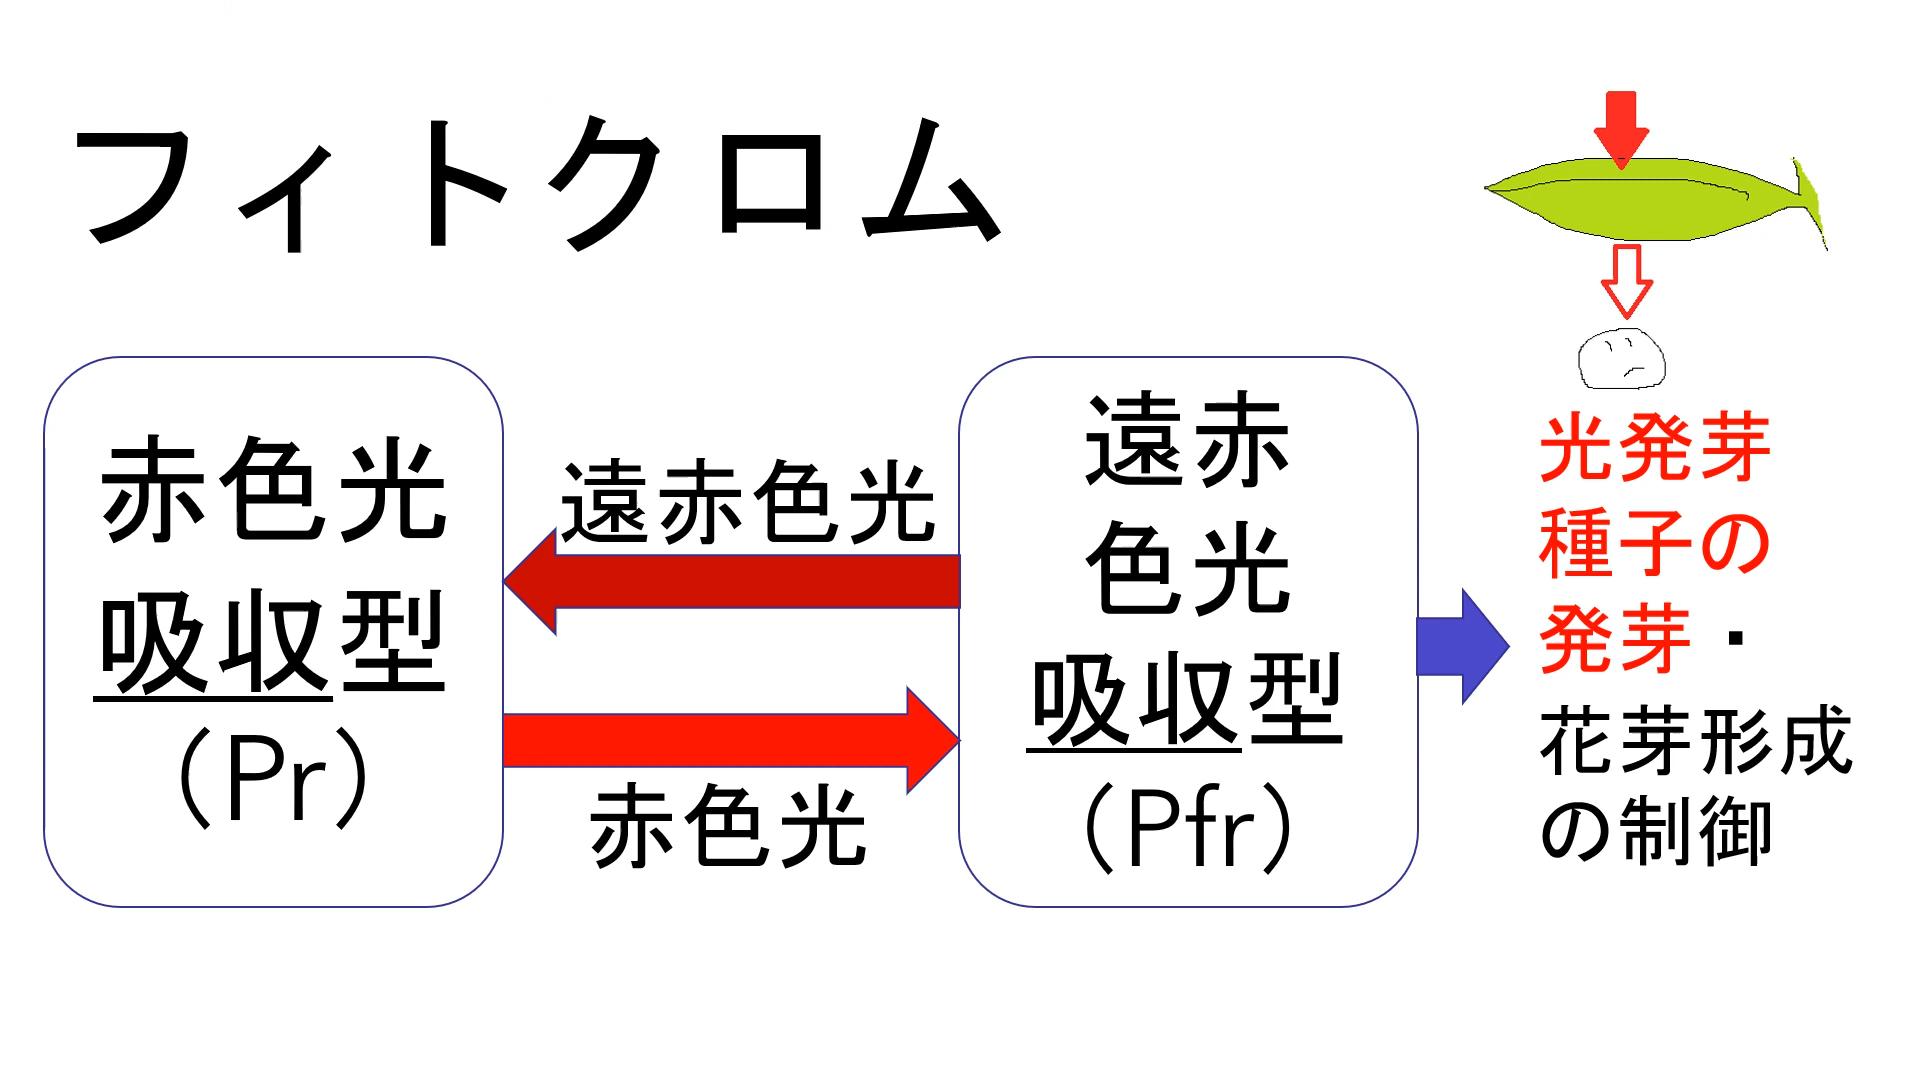 フィトクロム
赤色光
吸収型
（Pr）
遠赤色光
赤色光
遠赤
色光
吸収型
（Pfr）
光発芽
種子の
発芽・
花芽形成
の制御